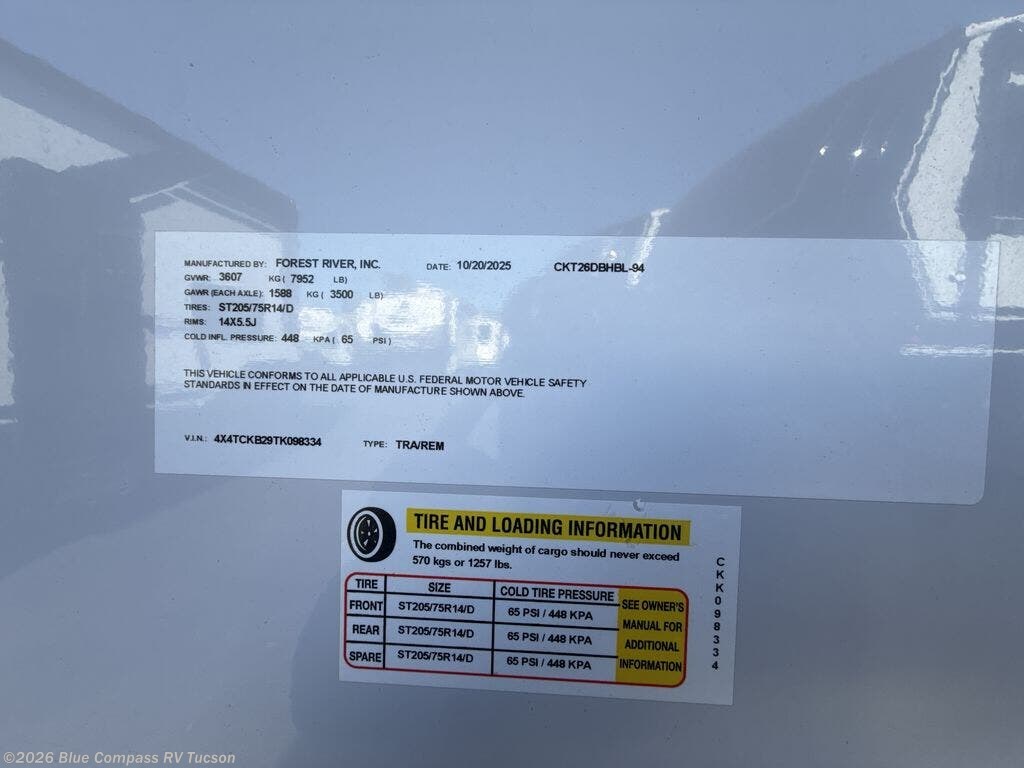 MANUFACTURED BY: FOREST RIVER, INC. DATE: 10/20/2025 CKT26DBHBL-94
GVWR: 3607 KG ( 7952 LB)
GAWR (EACH AXLE): 1588 KG ( 3500 LB)
TIRES: ST205/75R14/D
RIMS: 14X5.5J
COLD INFL. PRESSURE: 448 KPA ( 65 PSI )
THIS VEHICLE CONFORMS TO ALL APPLICABLE U.S. FEDERAL MOTOR VEHICLE SAFETY
STANDARDS IN EFFECT ON THE DATE OF MANUFACTURE SHOWN ABOVE.
V.I.N.: 4X4TCKB29TK098334 TYPE: TRA/REM
TIRE AND LOADING INFORMATION
The combined weight of cargo should never exceed
570 kgs or 1257 lbs.
TIRE SIZE COLD TIRE PRESSURE
FRONT ST205/75R14/D 65 PSI / 448 KPA
REAR ST205/75R14/D 65 PSI / 448 KPA
SPARE ST205/75R14/D 65 PSI / 448 KPA
SEE OWNER'S
MANUAL FOR
ADDITIONAL
INFORMATION
CKK098334
©2026 Blue Compass RV Tucson